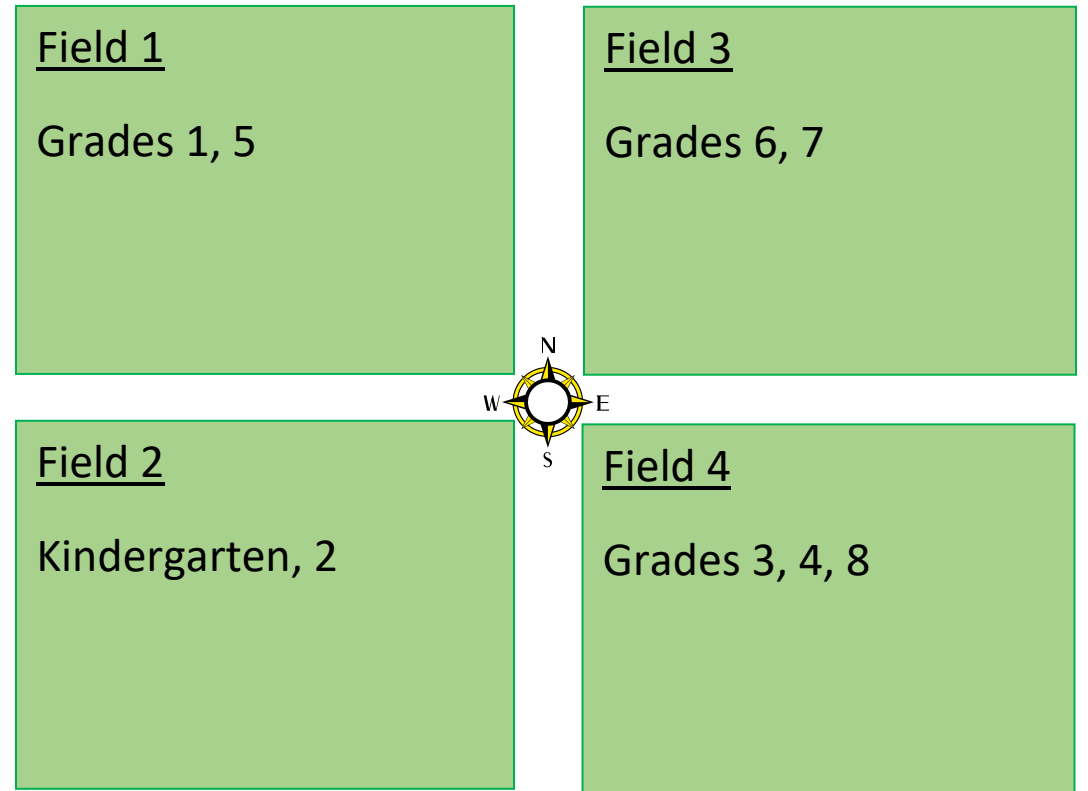 Field 1
Grades 1, 5
Field 3
Grades 6, 7
N
W
E
S
Field 2
Kindergarten, 2
Field 4
Grades 3, 4, 8